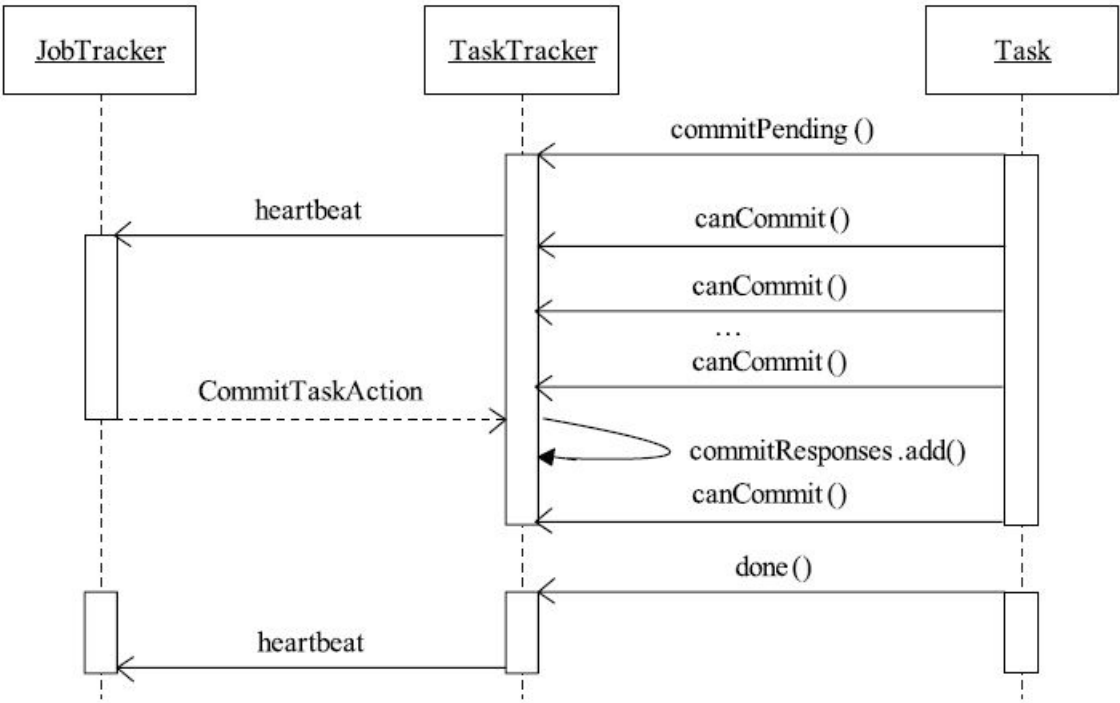 JobTracker
TaskTracker
Task
commitPending()
heartbeat
canCommit()
canCommit()
...
canCommit()
CommitTaskAction
commitResponses.add()
canCommit()
done()
heartbeat